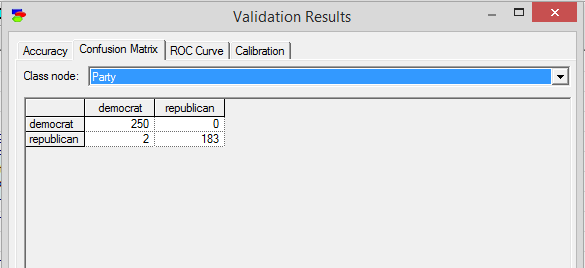 Validation Results
Accuracy Confusion Matrix ROC Curve Calibration
Class node: Party
democrat republican
democrat 250 0
republican 2 183